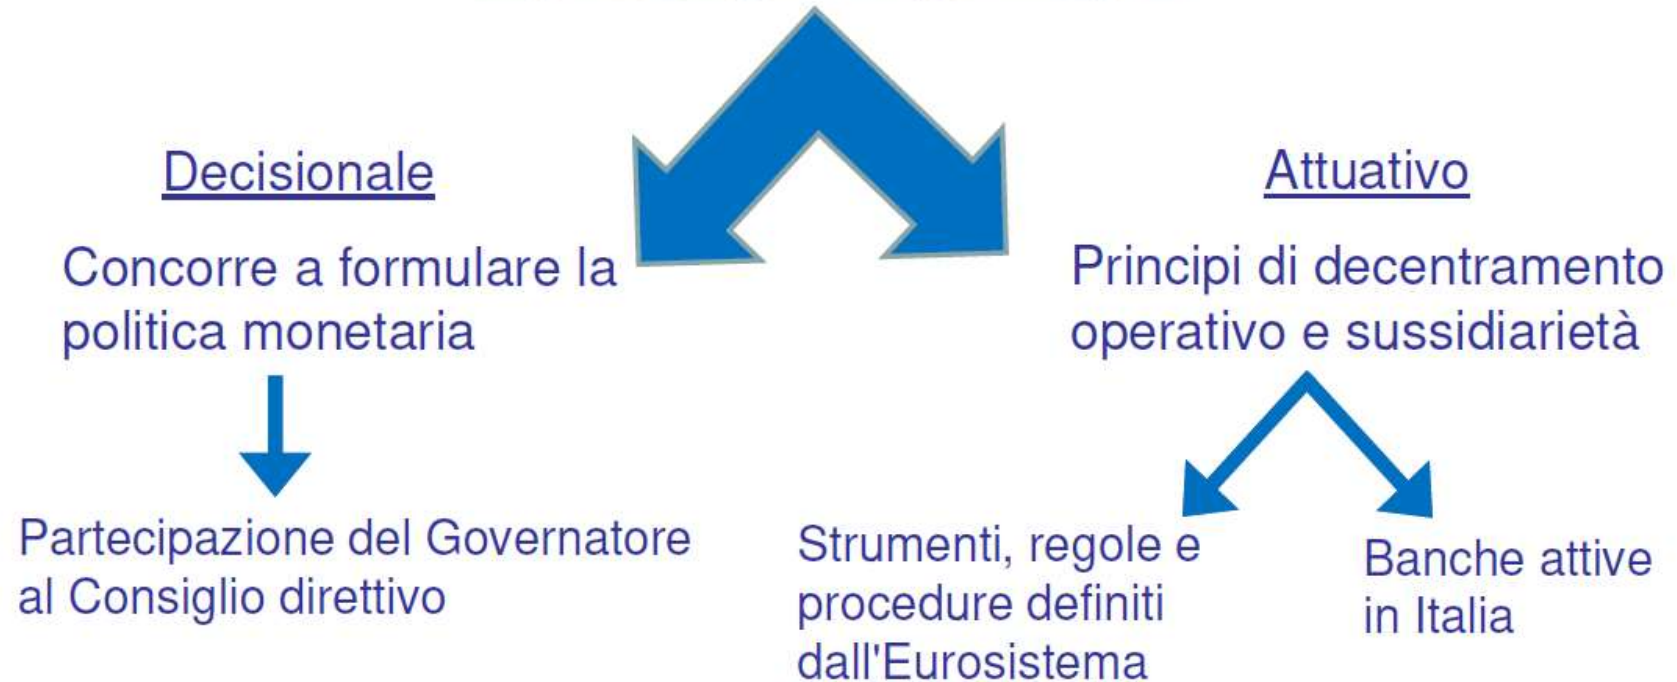 Decisionale
Concorre a formulare la
politica monetaria
Partecipazione del Governatore
al Consiglio direttivo
Attuativo
Principi di decentramento
operativo e sussidiarietà
Strumenti, regole e
procedure definiti
dall'Eurosistema
Banche attive
in Italia